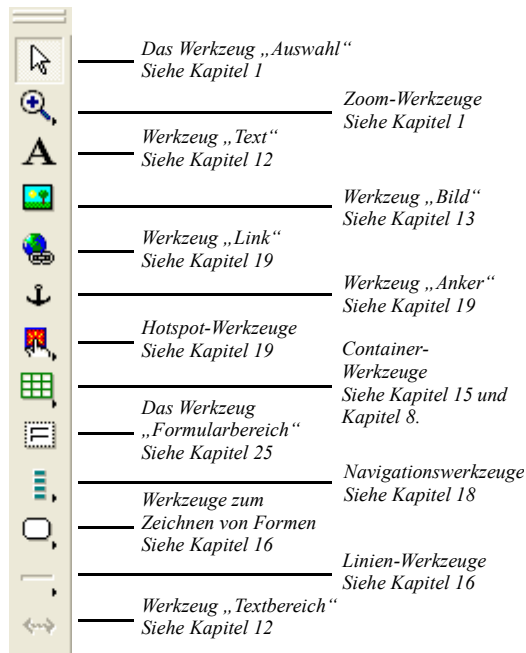 Das Werkzeug „Auswahl“
Siehe Kapitel 1
Zoom-Werkzeuge
Siehe Kapitel 1
Werkzeug „Text“
Siehe Kapitel 12
Werkzeug „Bild“
Siehe Kapitel 13
Werkzeug „Link“
Siehe Kapitel 19
Werkzeug „Anker“
Siehe Kapitel 19
Hotspot-Werkzeuge
Siehe Kapitel 19
Container-
Werkzeuge
Siehe Kapitel 15 und
Kapitel 8.
Das Werkzeug
„Formularbereich“
Siehe Kapitel 25
Navigationswerkzeuge
Siehe Kapitel 18
Werkzeuge zum
Zeichnen von Formen
Siehe Kapitel 16
Linien-Werkzeuge
Siehe Kapitel 16
Werkzeug „Textbereich“
Siehe Kapitel 12